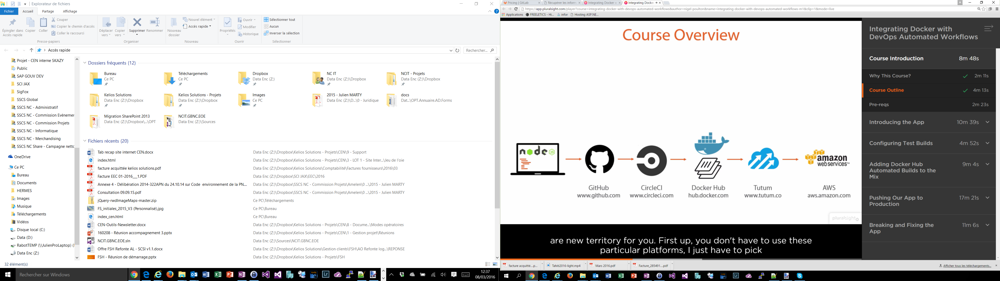 Explorateur de fichiers
Fichier Accueil Partage Affichage
Épingler dans Accès rapide
Copier
Coller
Couper
Copier le chemin d'accès
Coller le raccourci
Presse-papiers
Déplacer vers
Copier vers
Supprimer
Renommer
Organiser
Nouveau dossier
Nouvel élément
Accès rapide
Nouveau
Propriétés
Ouvrir
Modifier
Historique
Ouvrir
Sélectionner tout
Aucun
Inverser la sélection
Sélectionner
Accès rapide
Rechercher...
Projet - CEN interne SKAZY
Public
SAP GOUV DEV
SCI JAX
SigFox
SSCS Global
SSCS NC - Administratif
SSCS NC - Commission Evènemer
SSCS NC - Commission Projets
SSCS NC - Informatique
SSCS NC - Merchandising
SSCS NC Share - Campagne nettc
OneDrive
Ce PC
Bureau
Documents
HERMES
Images
Musique
Téléchargements
Vidéos
Disque local (C:)
Data (D:)
RabotTEMP (\\JulienProLaptop) (
Data Enc (Z:)
Dossiers fréquents (12)
Bureau
Ce PC
Téléchargements
Ce PC
Dropbox
Data Enc (Z:)
NC IT
Data Enc (Z:)\Dropbox
NCIT - Projets
Data Enc (Z:)\Dropbox
Kelios Solutions
Data Enc (Z:)\Dropbox
Kelios Solutions - Projets
Data Enc (Z:)\Dropbox
Images
Ce PC
2015 - Julien MARTY
Data Enc (Z:)\D...\0 - Juridique
docs
Dat...\OPT.Annuaire.AD.Forms
Migration SharePoint 2013
Data Enc (Z:)\Dropbox\...\OPT
NCIT.GBNC.EOE
Data Enc (Z:)\Sources
Fichiers récents (20)
Tab recap site internet CEN.docx Data Enc (Z:)\Dropbox\Kelios Solutions - Projets\CEN\9 - Support
index.html Data Enc (Z:)\Dropbox\Kelios Solutions - Projets\CEN\3 - LOT 1 - Site Inter...\Jeu de l'oie
facture acquittée kelios solutions.pdf Data Enc (Z:)\Dropbox\Kelios Solutions\Comptabilité\Factures fournisseurs\2016\03
Facture EEC 01-2016___1.PDF Data Enc (Z:)\Dropbox\SCI JAX\EEC\2016
Annexe 4 - Délibération 2014-322APN du 24.10.14 sur Code environnement de la PN.... Data Enc (Z:)\Dropbox\SSCS NC - Commission Projets\Amelen\0 ...\2015 - Julien MARTY
Consultation 09.09.15.pdf Data Enc (Z:)\Dropbox\SSCS NC - Commission Projets\Amelen\0 ...\2015 - Julien MARTY
jQuery-rwdImageMaps-master.zip Ce PC\Téléchargements
FS_initiales_2015_V3 (Personnalisé).jpg Ce PC\Bureau
index_cen.html Ce PC\Bureau
CEN-Outils-Newsletter.docx Data Enc (Z:)\Dropbox\Kelios Solutions - Projets\CEN\8 - Docume...\Modes opératoires
160208 - Réunion accompagnement 3.pptx Data Enc (Z:)\Dropbox\Kelios Solutions - Projets\CEN\1 - Gestion projet\Réunions
NCIT.GBNC.EOE.sln Data Enc (Z:)\Sources\NCIT.GBNC.EOE
Offre FSH Refonte AL - SCSI v1.1.docx Data Enc (Z:)\Dropbox\Kelios Solutions\Gestion clients\FSH\AO Refonte log...\REPONSE
FSH - Réunion de démarrage.pptx Data Enc (Z:)\Dropbox\Kelios Solutions - Projets\FSH
32 élément(s)
Rechercher sur Windows
12:37
08/03/2016
Pricing | GitLab
Récupérer les inform
Integrating Docker w
Integrating Docker
https://app.pluralsight.com/player?course=integrating-docker-with-devops-automated-workflows&author=nigel-poulton&name=integrating-docker-with-devops-automated-workflows-m1&clip=1&mode=live
Applications FREELETICS - Hi... infor Hosting ASP.NE...
Course Overview
node JS
amazon web services™
GitHub
www.github.com
CircleCI
www.circleci.com
Docker Hub
hub.docker.com
Tutum
www.tutum.co
AWS
aws.amazon.com
pluralsight
are new territory for you. First up, you don't have to use these
particular platforms, I just have to pick
Integrating Docker with
DevOps Automated Workflows
Course Introduction 8m 48s
Why This Course? 2m 11s
Course Outline 4m 13s
Pre-reqs 2m 23s
Introducing the App 10m 39s
Configuring Test Builds 4m 52s
Adding Docker Hub 9m 4s
Automated Builds to the
Mix
Pushing Our App to 17m 21s
Production
Breaking and Fixing the 11m 6s
App
facture acquitté....p...
Tahiti2016-light.mp4
Mars 2016.pdf
Facture_285491....pdf
Afficher tous les téléchargements...